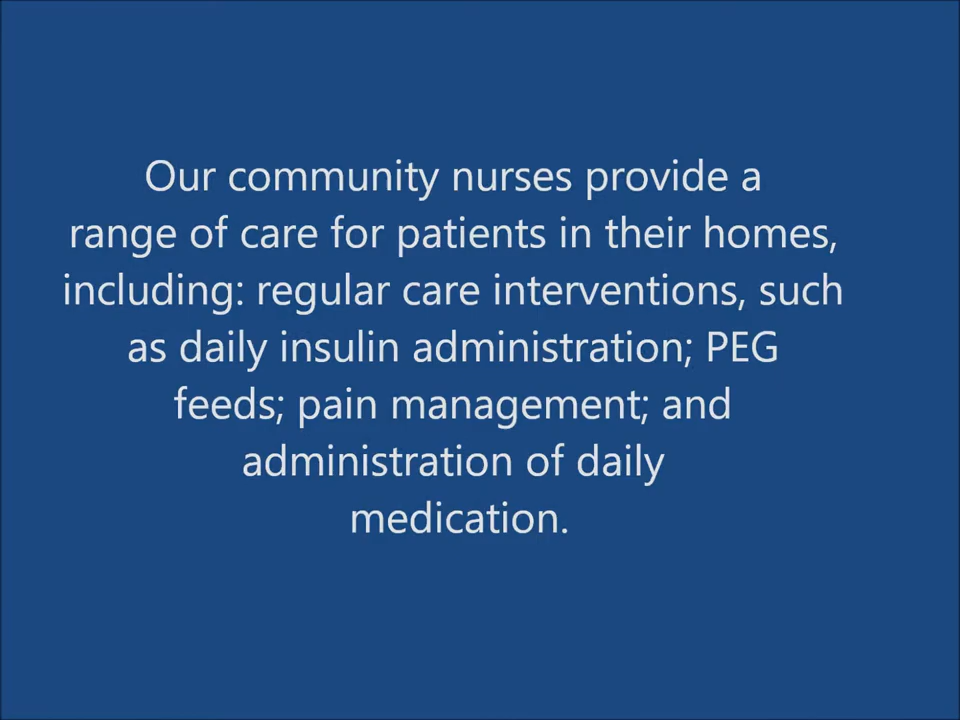 Our community nurses provide a
range of care for patients in their homes,
including: regular care interventions, such
as daily insulin administration; PEG
feeds; pain management; and
administration of daily
medication.